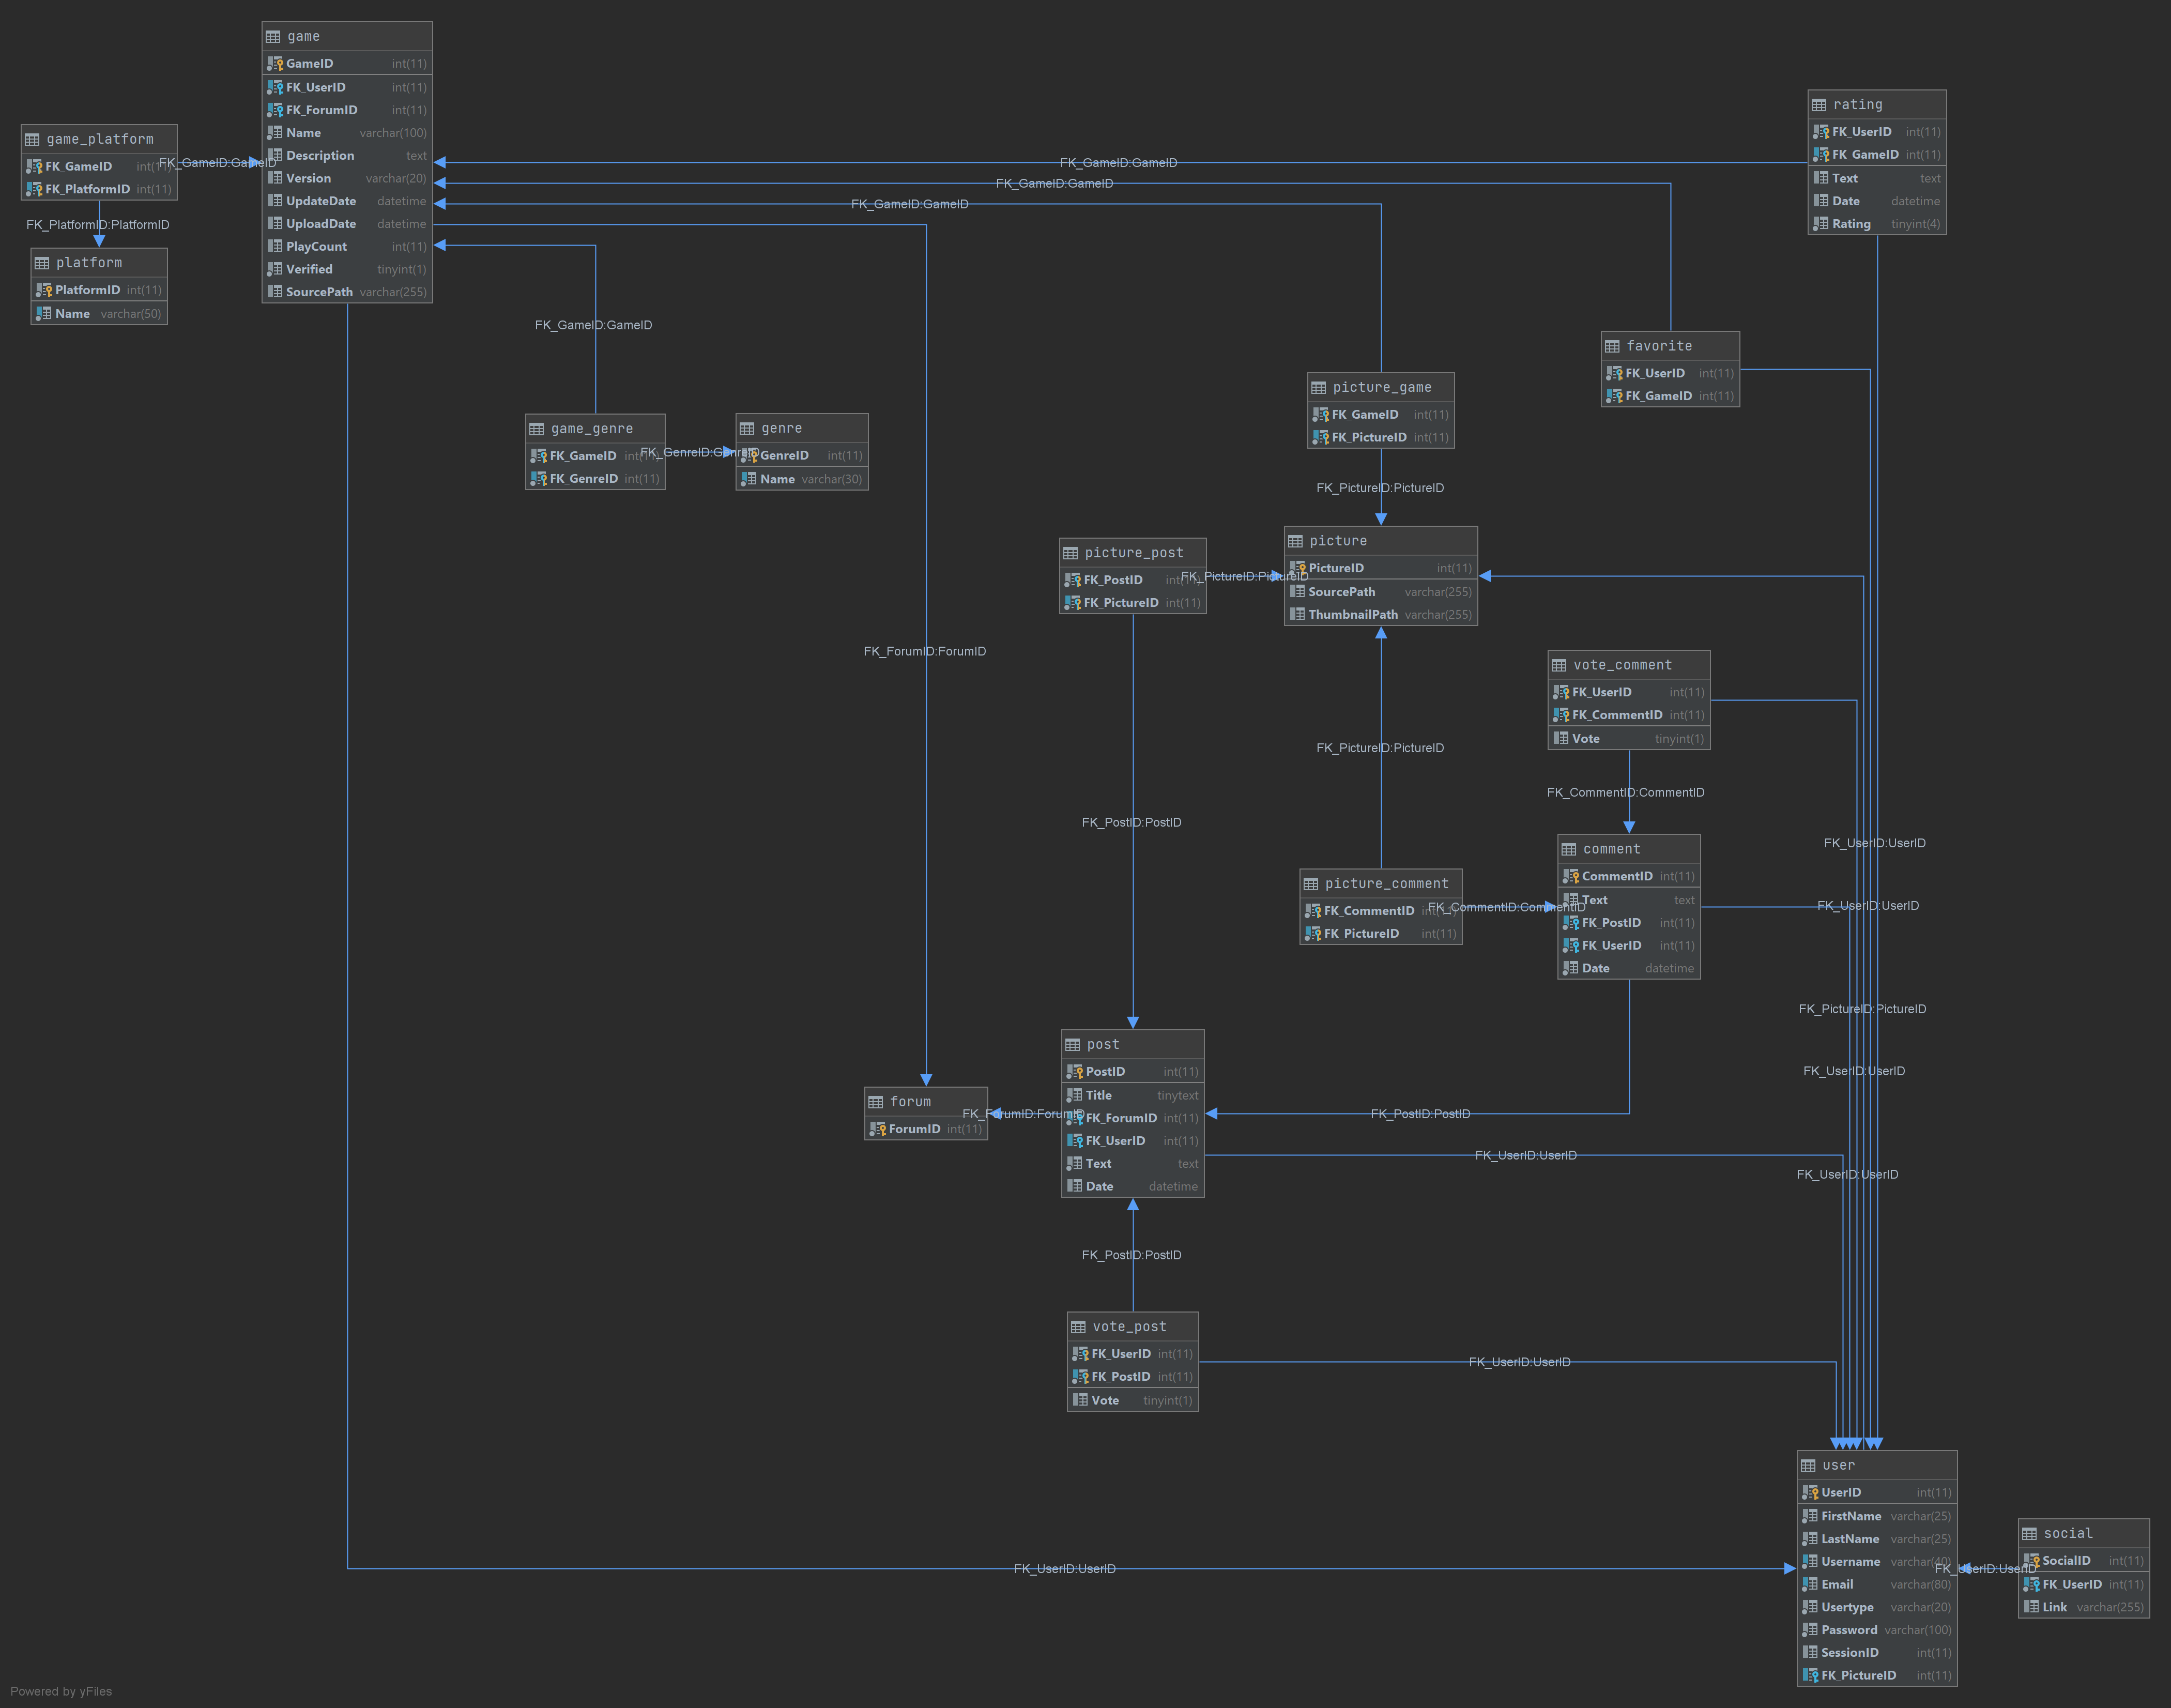 game
GameID int(11)
FK_UserID int(11)
FK_ForumID int(11)
Name varchar(100)
Description text
Version varchar(20)
UpdateDate datetime
UploadDate datetime
PlayCount int(11)
Verified tinyint(1)
SourcePath varchar(255)
game_platform
FK_GameID int(11)
FK_PlatformID int(11)
FK_GameID:GameID
FK_PlatformID:PlatformID
platform
PlatformID int(11)
Name varchar(50)
rating
FK_UserID int(11)
FK_GameID int(11)
Text text
Date datetime
Rating tinyint(4)
FK_GameID:GameID
FK_GameID:GameID
FK_GameID:GameID
FK_GameID:GameID
favorite
FK_UserID int(11)
FK_GameID int(11)
picture_game
FK_GameID int(11)
FK_PictureID int(11)
game_genre
FK_GameID int(11)
FK_GenreID int(11)
FK_GenreID:GenreID
genre
GenreID int(11)
Name varchar(30)
FK_PictureID:PictureID
picture_post
FK_PostID int(11)
FK_PictureID int(11)
FK_PictureID:PictureID
picture
PictureID int(11)
SourcePath varchar(255)
ThumbnailPath varchar(255)
FK_ForumID:ForumID
vote_comment
FK_UserID int(11)
FK_CommentID int(11)
Vote tinyint(1)
FK_PictureID:PictureID
FK_CommentID:CommentID
FK_PostID:PostID
FK_UserID:UserID
comment
CommentID int(11)
Text text
FK_PostID int(11)
FK_UserID int(11)
Date datetime
picture_comment
FK_CommentID int(11)
FK_PictureID int(11)
FK_CommentID:CommentID
FK_UserID:UserID
FK_PictureID:PictureID
FK_UserID:UserID
post
PostID int(11)
Title tinytext
FK_ForumID int(11)
FK_UserID int(11)
Text text
Date datetime
forum
ForumID int(11)
FK_ForumID:ForumID
FK_PostID:PostID
FK_UserID:UserID
FK_UserID:UserID
FK_PostID:PostID
vote_post
FK_UserID int(11)
FK_PostID int(11)
Vote tinyint(1)
FK_UserID:UserID
user
UserID int(11)
FirstName varchar(25)
LastName varchar(25)
Username varchar(40)
Email varchar(80)
Usertype varchar(20)
Password varchar(100)
SessionID int(11)
FK_PictureID int(11)
FK_UserID:UserID
FK_UserID:UserID
social
SocialID int(11)
FK_UserID int(11)
Link varchar(255)
Powered by yFiles